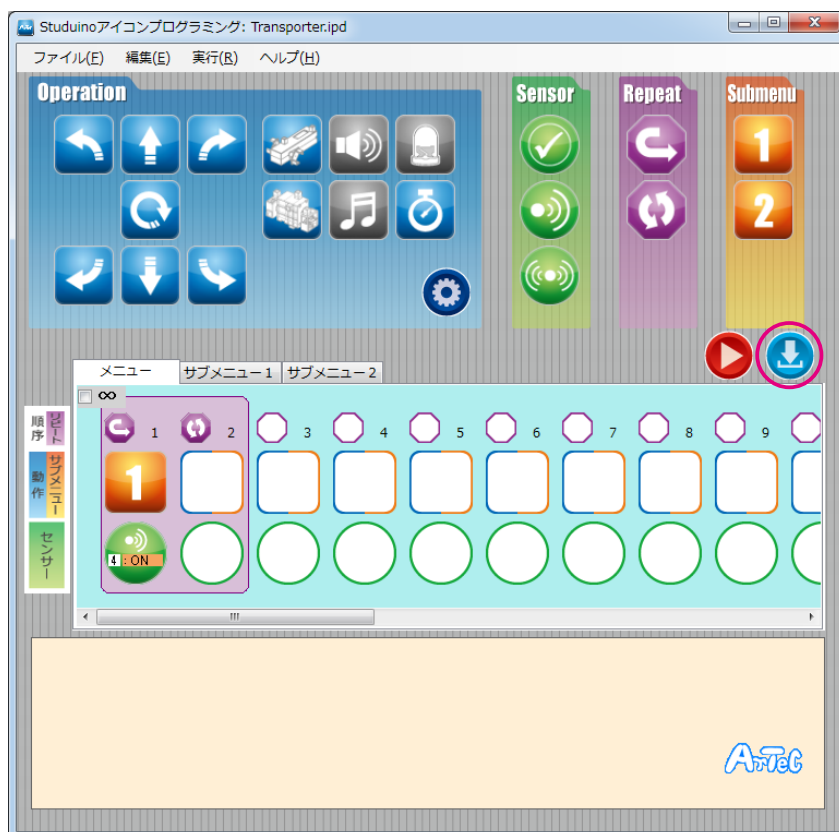 Studuinoアイコンプログラミング: Transporter.ipd
ファイル(F) 編集(E) 実行(R) ヘルプ(H)
Operation
Sensor
Repeat
Submenu
1
2
メニュー サブメニュー1 サブメニュー2
∞
順序 リピート
1 2 3 4 5 6 7 8 9
動作 サブメニュー
1
センサー
4 : ON
ArTeC